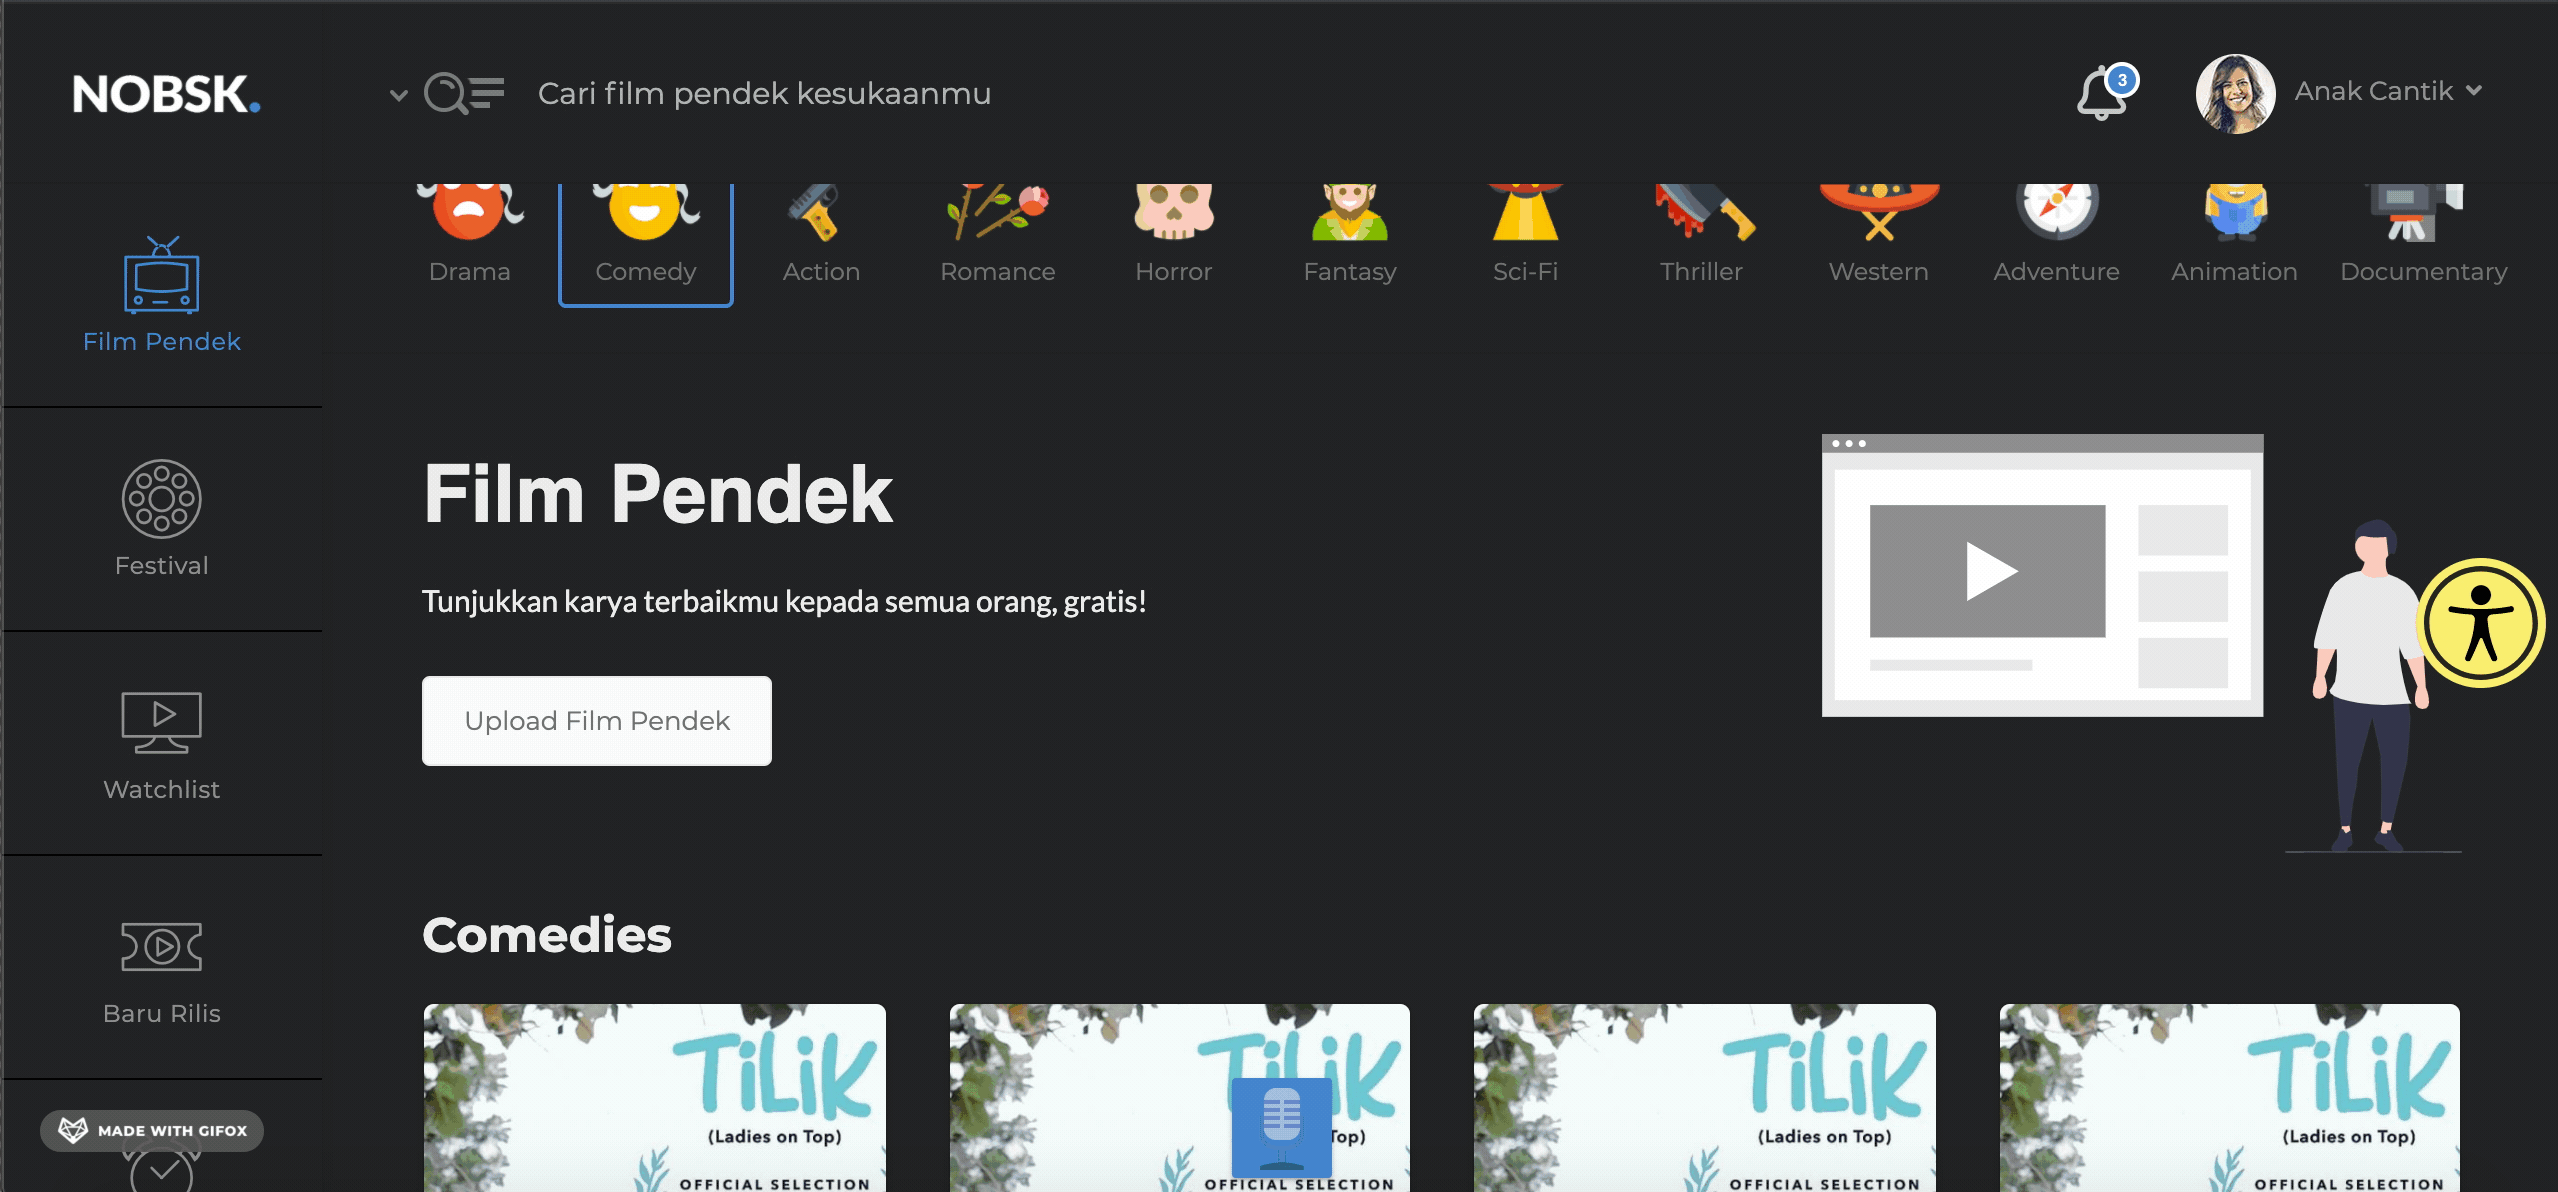 NOBSK.
Cari film pendek kesukaanmu
3
Anak Cantik
Film Pendek
Festival
Watchlist
Baru Rilis
MADE WITH GIFOX
Drama
Comedy
Action
Romance
Horror
Fantasy
Sci-Fi
Thriller
Western
Adventure
Animation
Documentary
Film Pendek
Tunjukkan karya terbaikmu kepada semua orang, gratis!
Upload Film Pendek
Comedies
TiLiK
(Ladies on Top)
OFFICIAL SELECTION
TiLiK
Top)
OFFICIAL SELECTION
TiLiK
(Ladies on Top)
OFFICIAL SELECTION
TiLiK
(Ladies on Top)
OFFICIAL SELECTION